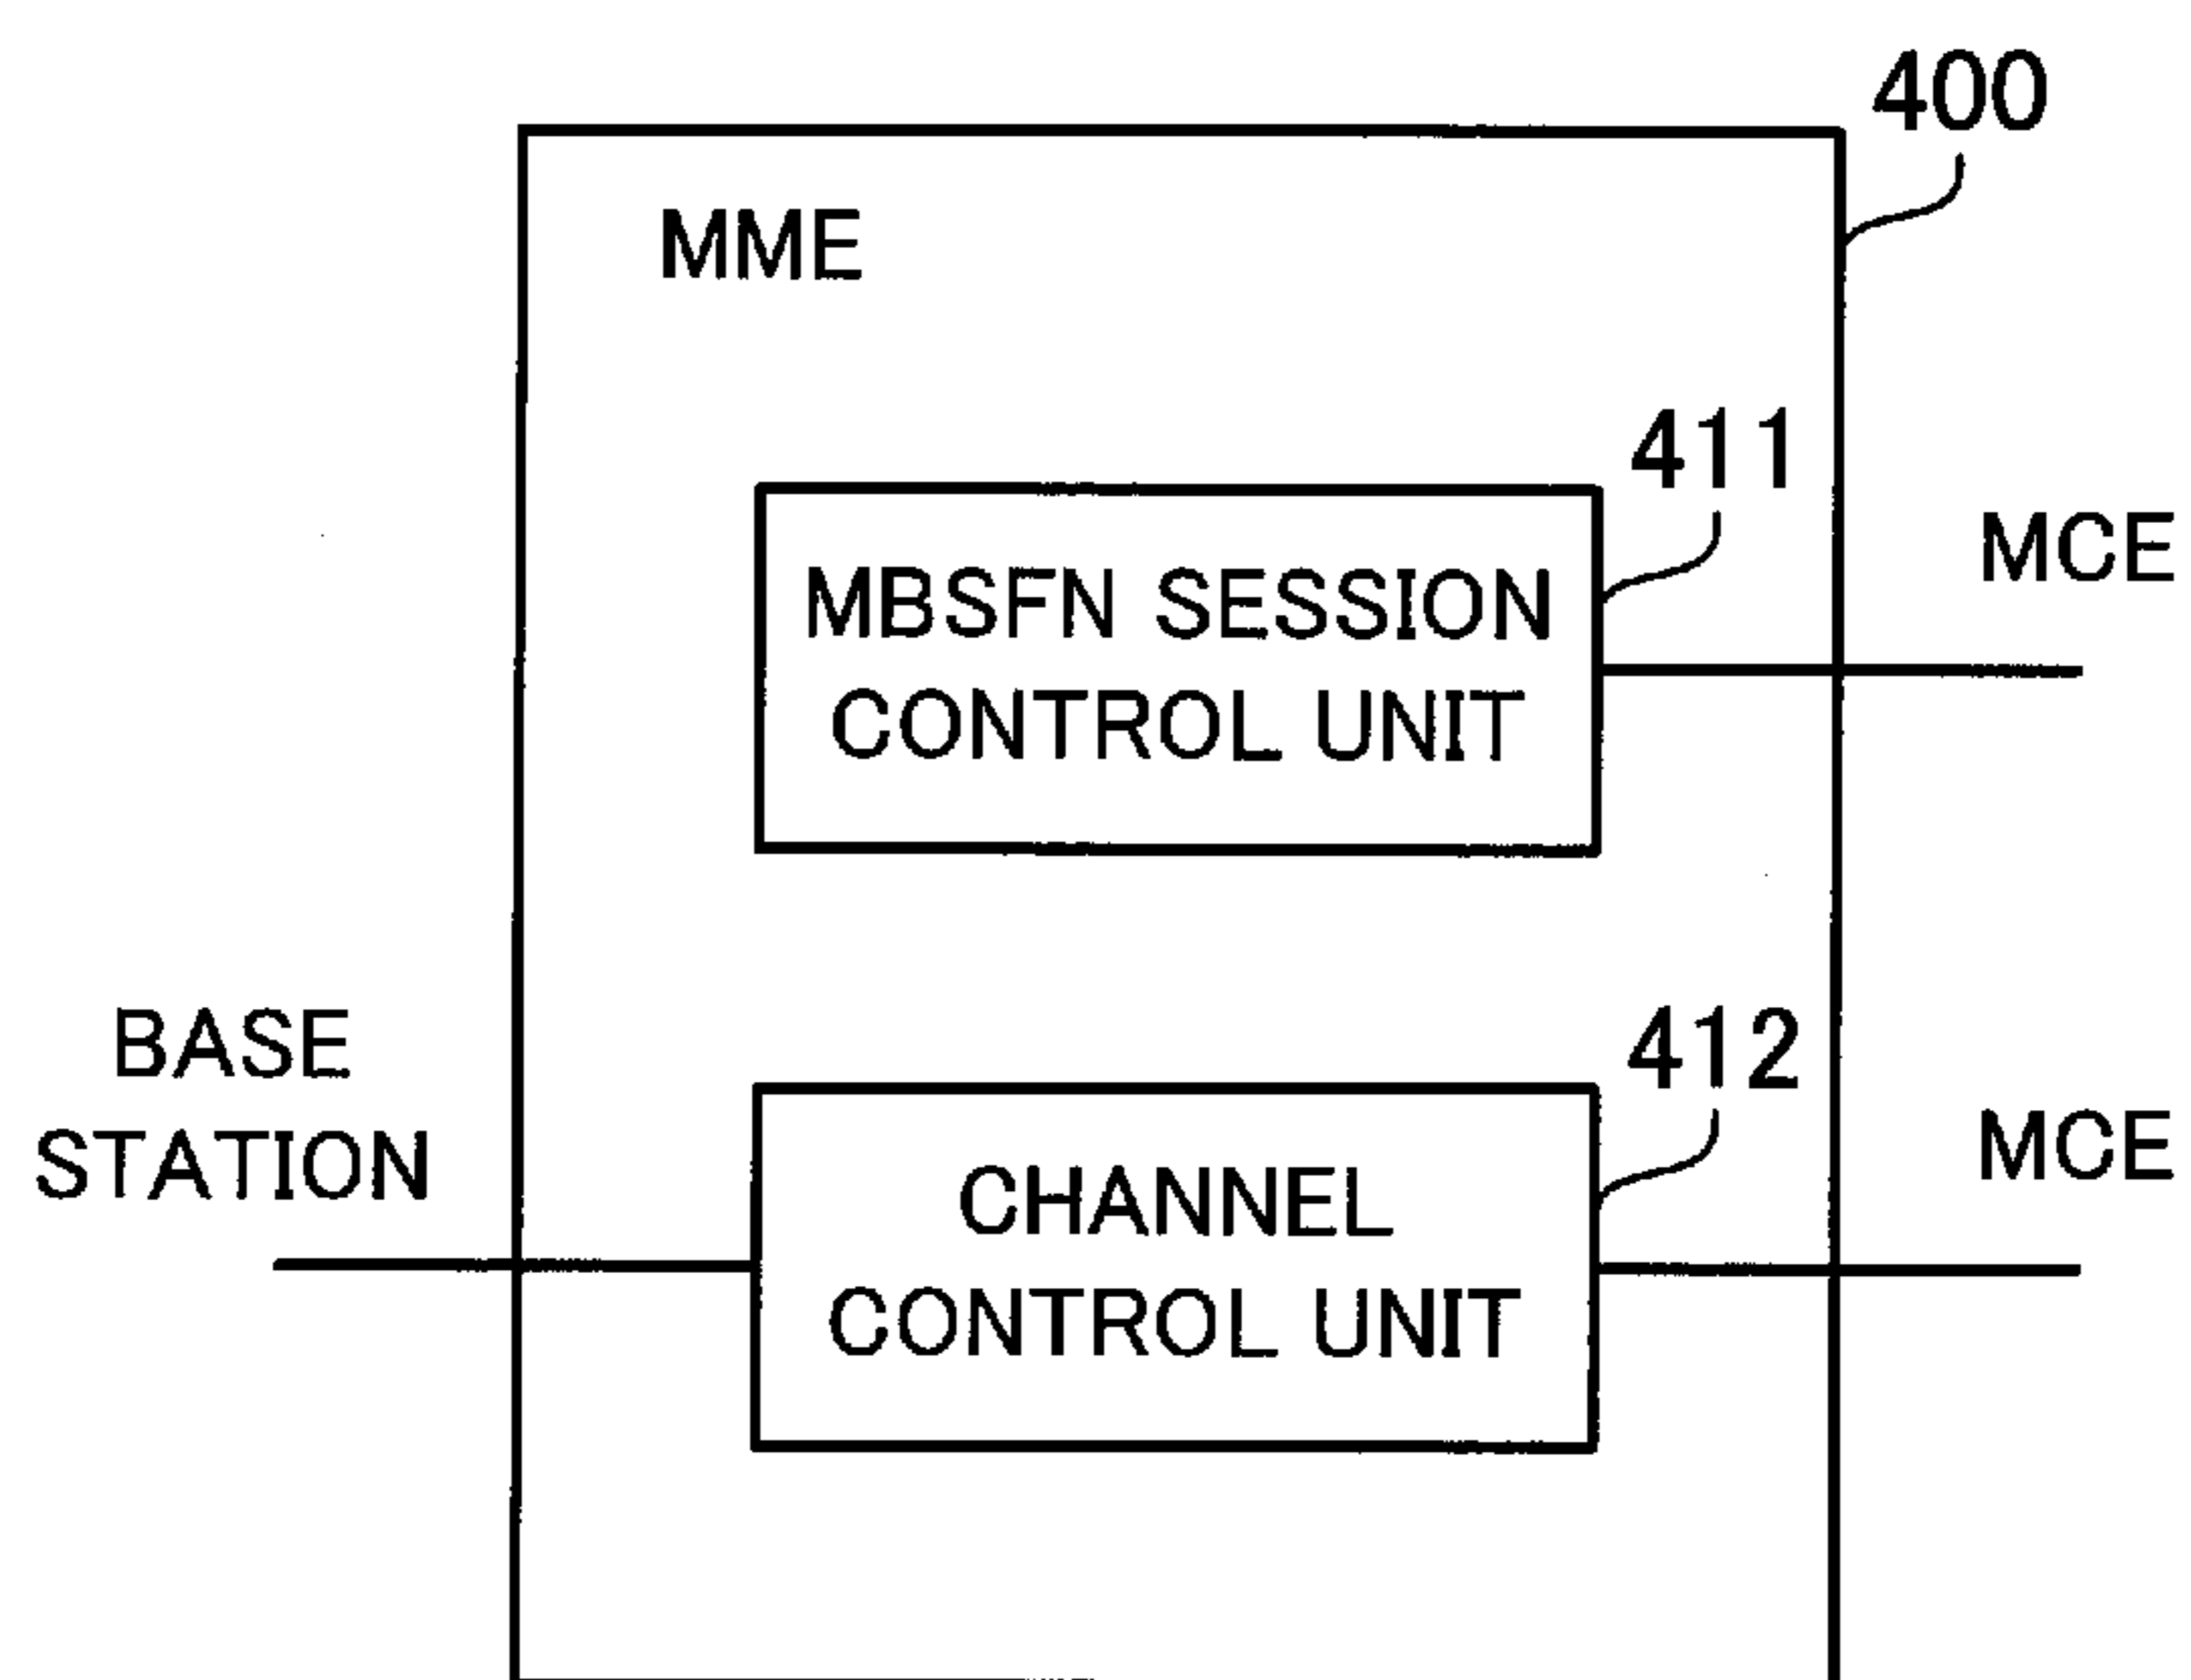 400
MME
411
MCE
MBSFN SESSION
CONTROL UNIT
BASE
STATION
412
MCE
CHANNEL
CONTROL UNIT